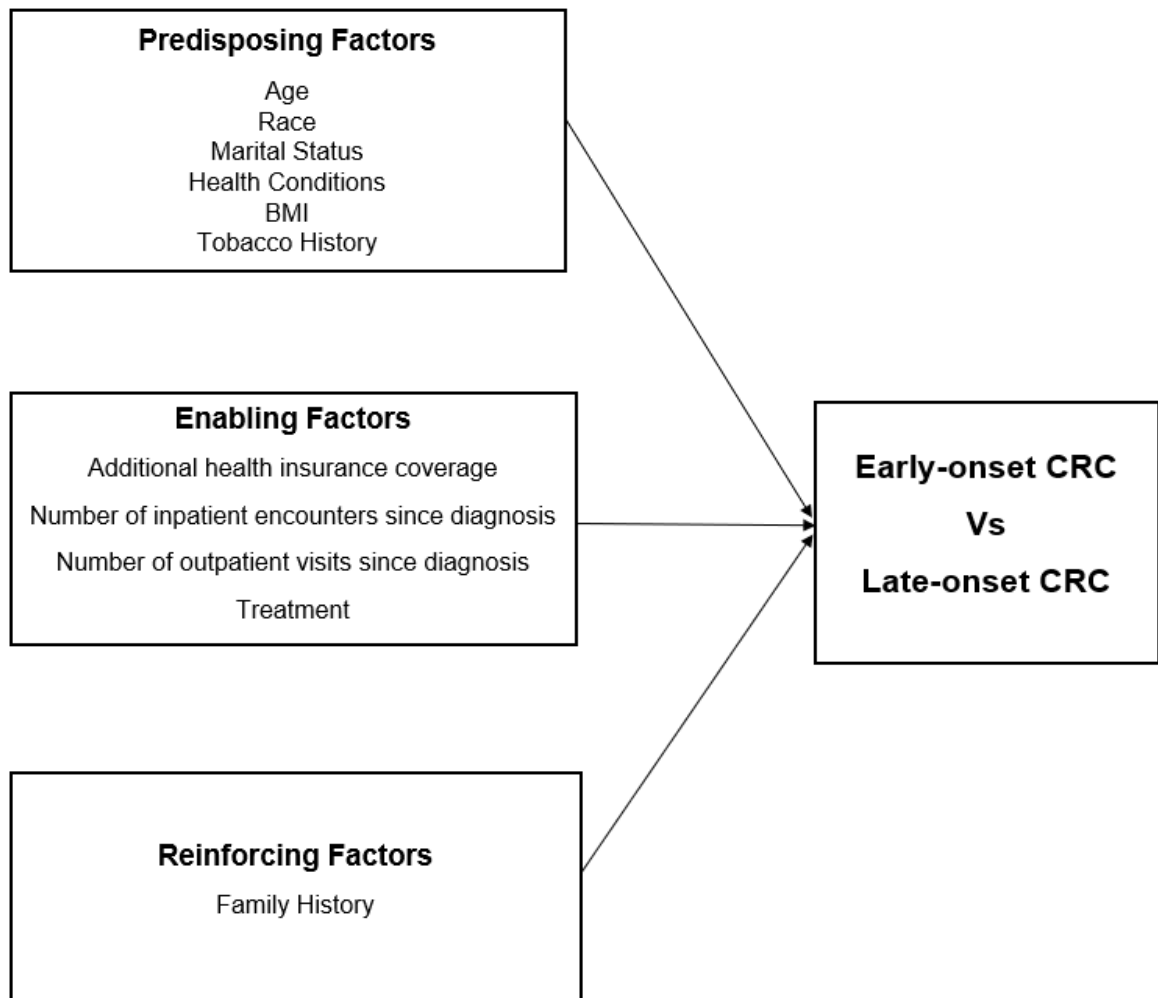 Predisposing Factors
Age
Race
Marital Status
Health Conditions
BMI
Tobacco History
Enabling Factors
Additional health insurance coverage
Number of inpatient encounters since diagnosis
Number of outpatient visits since diagnosis
Treatment
Early-onset CRC
Vs
Late-onset CRC
Reinforcing Factors
Family History